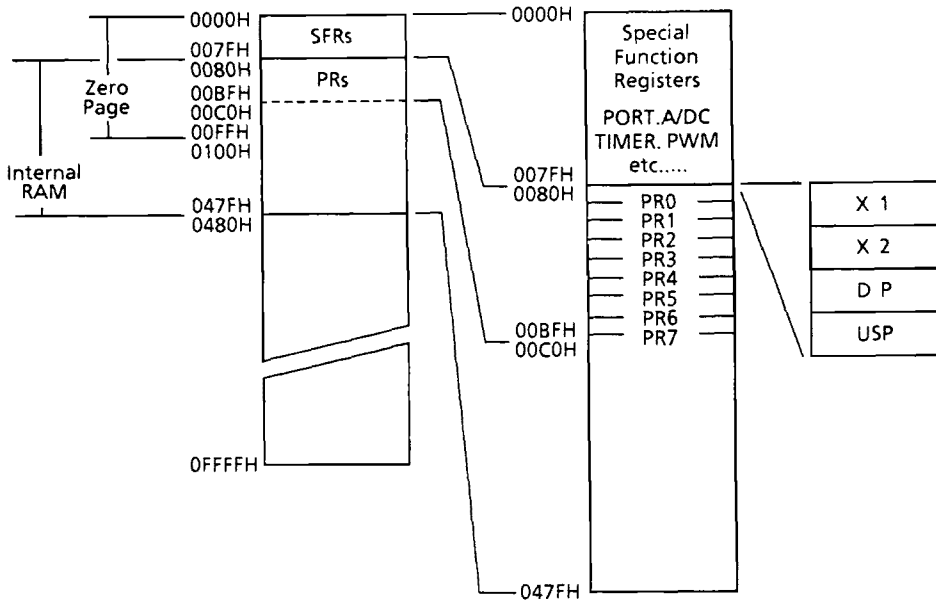 0000H
007FH
0080H
00BFH
00C0H
00FFH
0100H
Zero
Page
Internal
RAM
047FH
0480H
0FFFFH
SFRs
PRs
0000H
007FH
0080H
00BFH
00C0H
047FH
Special
Function
Registers
PORT.A/DC
TIMER. PWM
etc.....
PR0
PR1
PR2
PR3
PR4
PR5
PR6
PR7
X 1
X 2
D P
USP